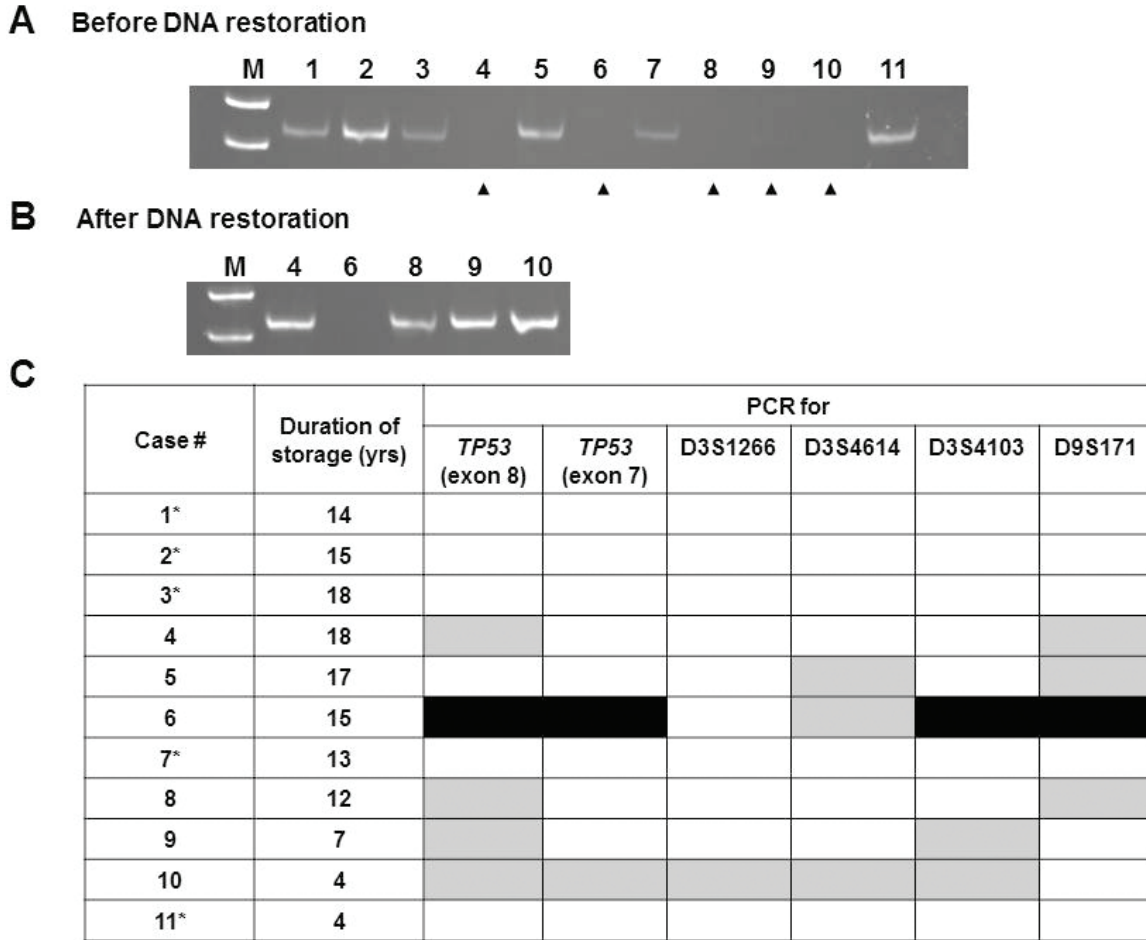 A Before DNA restoration
M 1 2 3 4 5 6 7 8 9 10 11
B After DNA restoration
M 4 6 8 9 10
C
Case # Duration of storage (yrs) PCR for
TP53 (exon 8) TP53 (exon 7) D3S1266 D3S4614 D3S4103 D9S171
1* 14
2* 15
3* 18
4 18
5 17
6 15
7* 13
8 12
9 7
10 4
11* 4